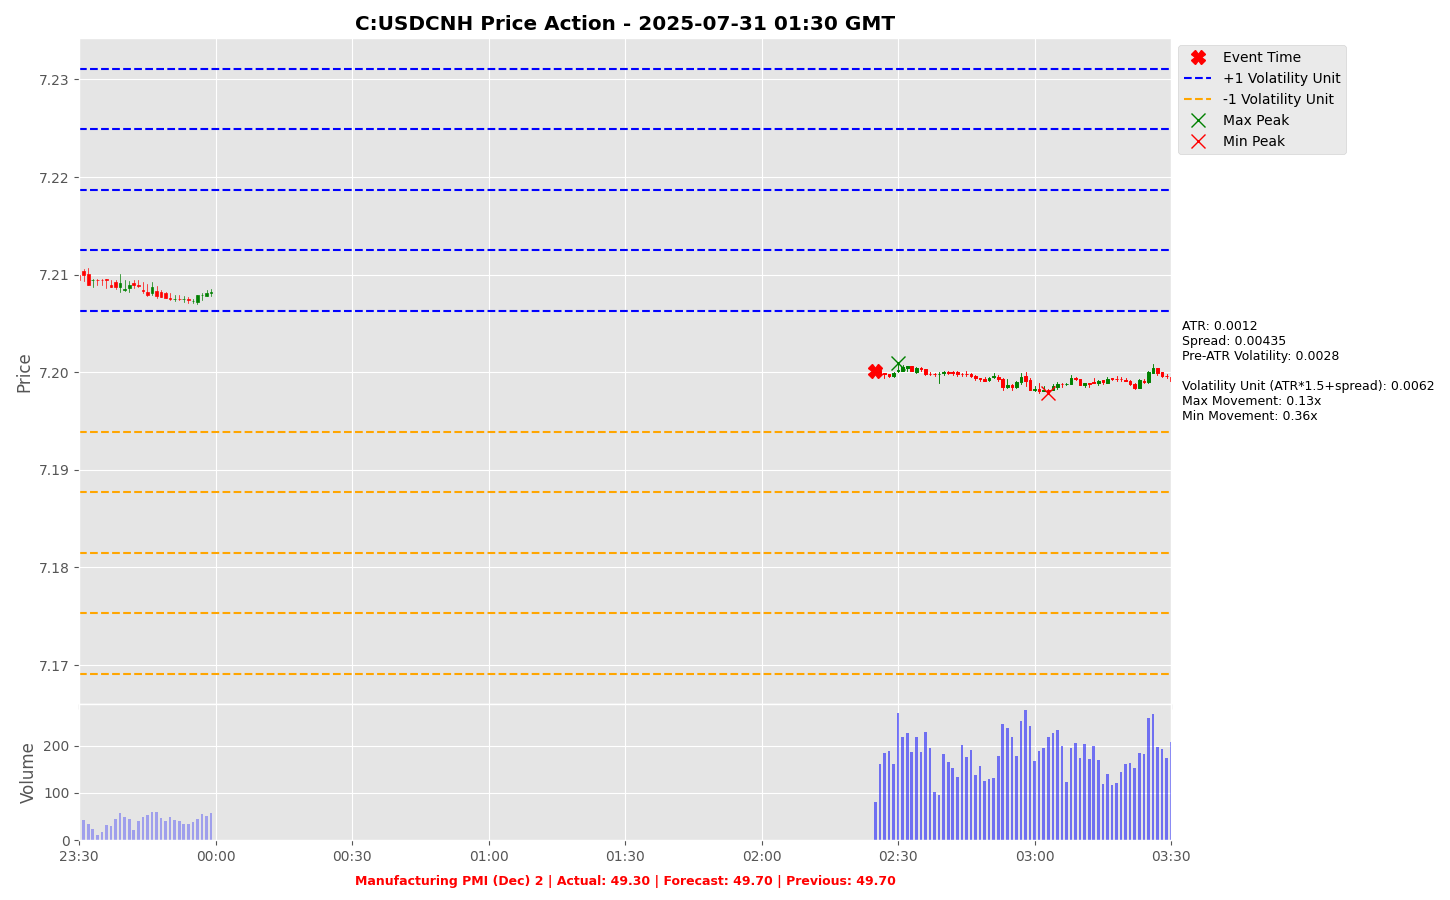 C:USDCNH Price Action - 2025-07-31 01:30 GMT
Event Time
+1 Volatility Unit
-1 Volatility Unit
Max Peak
Min Peak
7.23
7.22
7.21
7.20
7.19
7.18
7.17
Price
ATR: 0.0012
Spread: 0.00435
Pre-ATR Volatility: 0.0028
Volatility Unit (ATR*1.5+spread): 0.0062
Max Movement: 0.13x
Min Movement: 0.36x
200
100
0
Volume
23:30 00:00 00:30 01:00 01:30 02:00 02:30 03:00 03:30
Manufacturing PMI (Dec) 2 | Actual: 49.30 | Forecast: 49.70 | Previous: 49.70